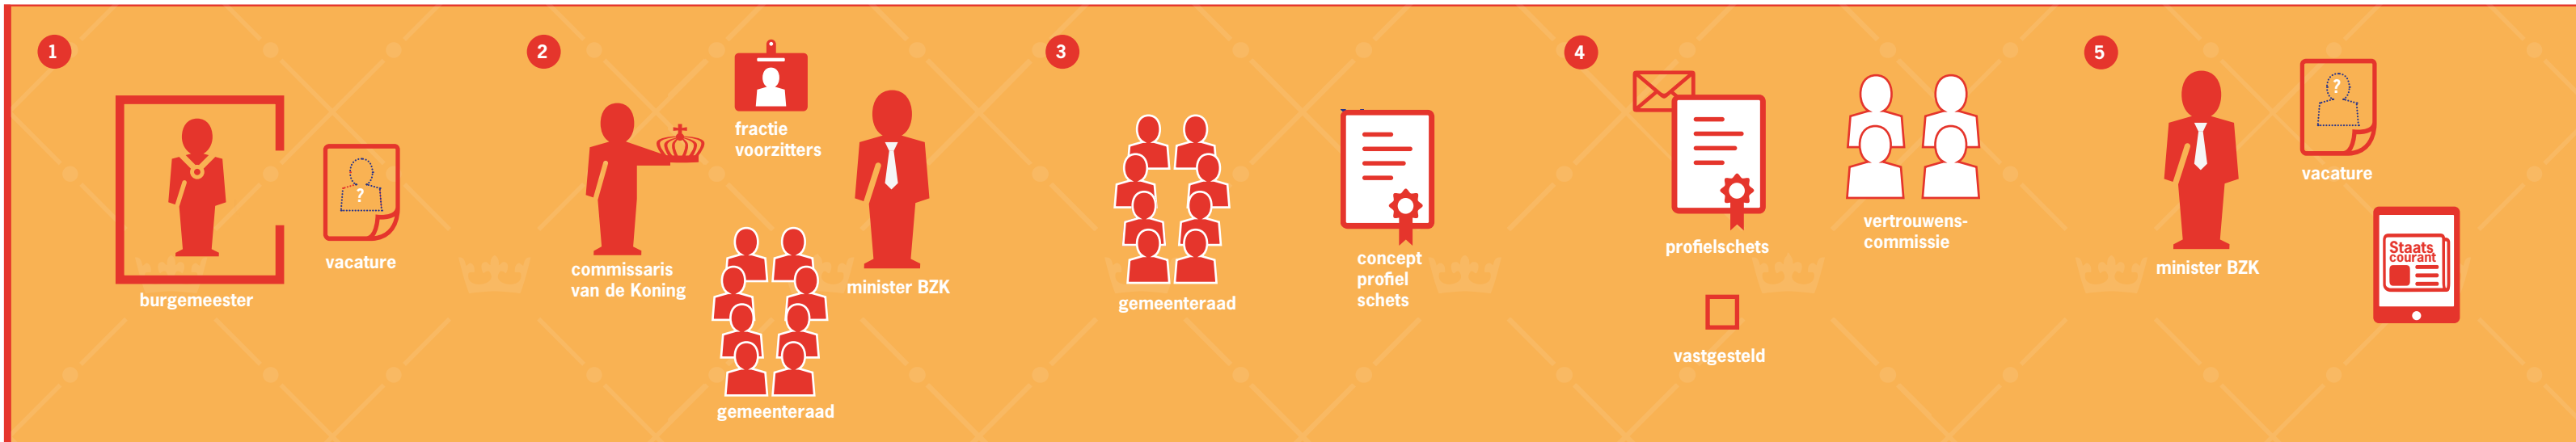 1
burgemeester
?
vacature
2
commissaris
van de Koning
fractie
voorzitters
gemeenteraad
minister BZK
3
gemeenteraad
concept
profiel
schets
4
profielschets
vastgesteld
vertrouwens-
commissie
5
minister BZK
?
vacature
Staats
courant